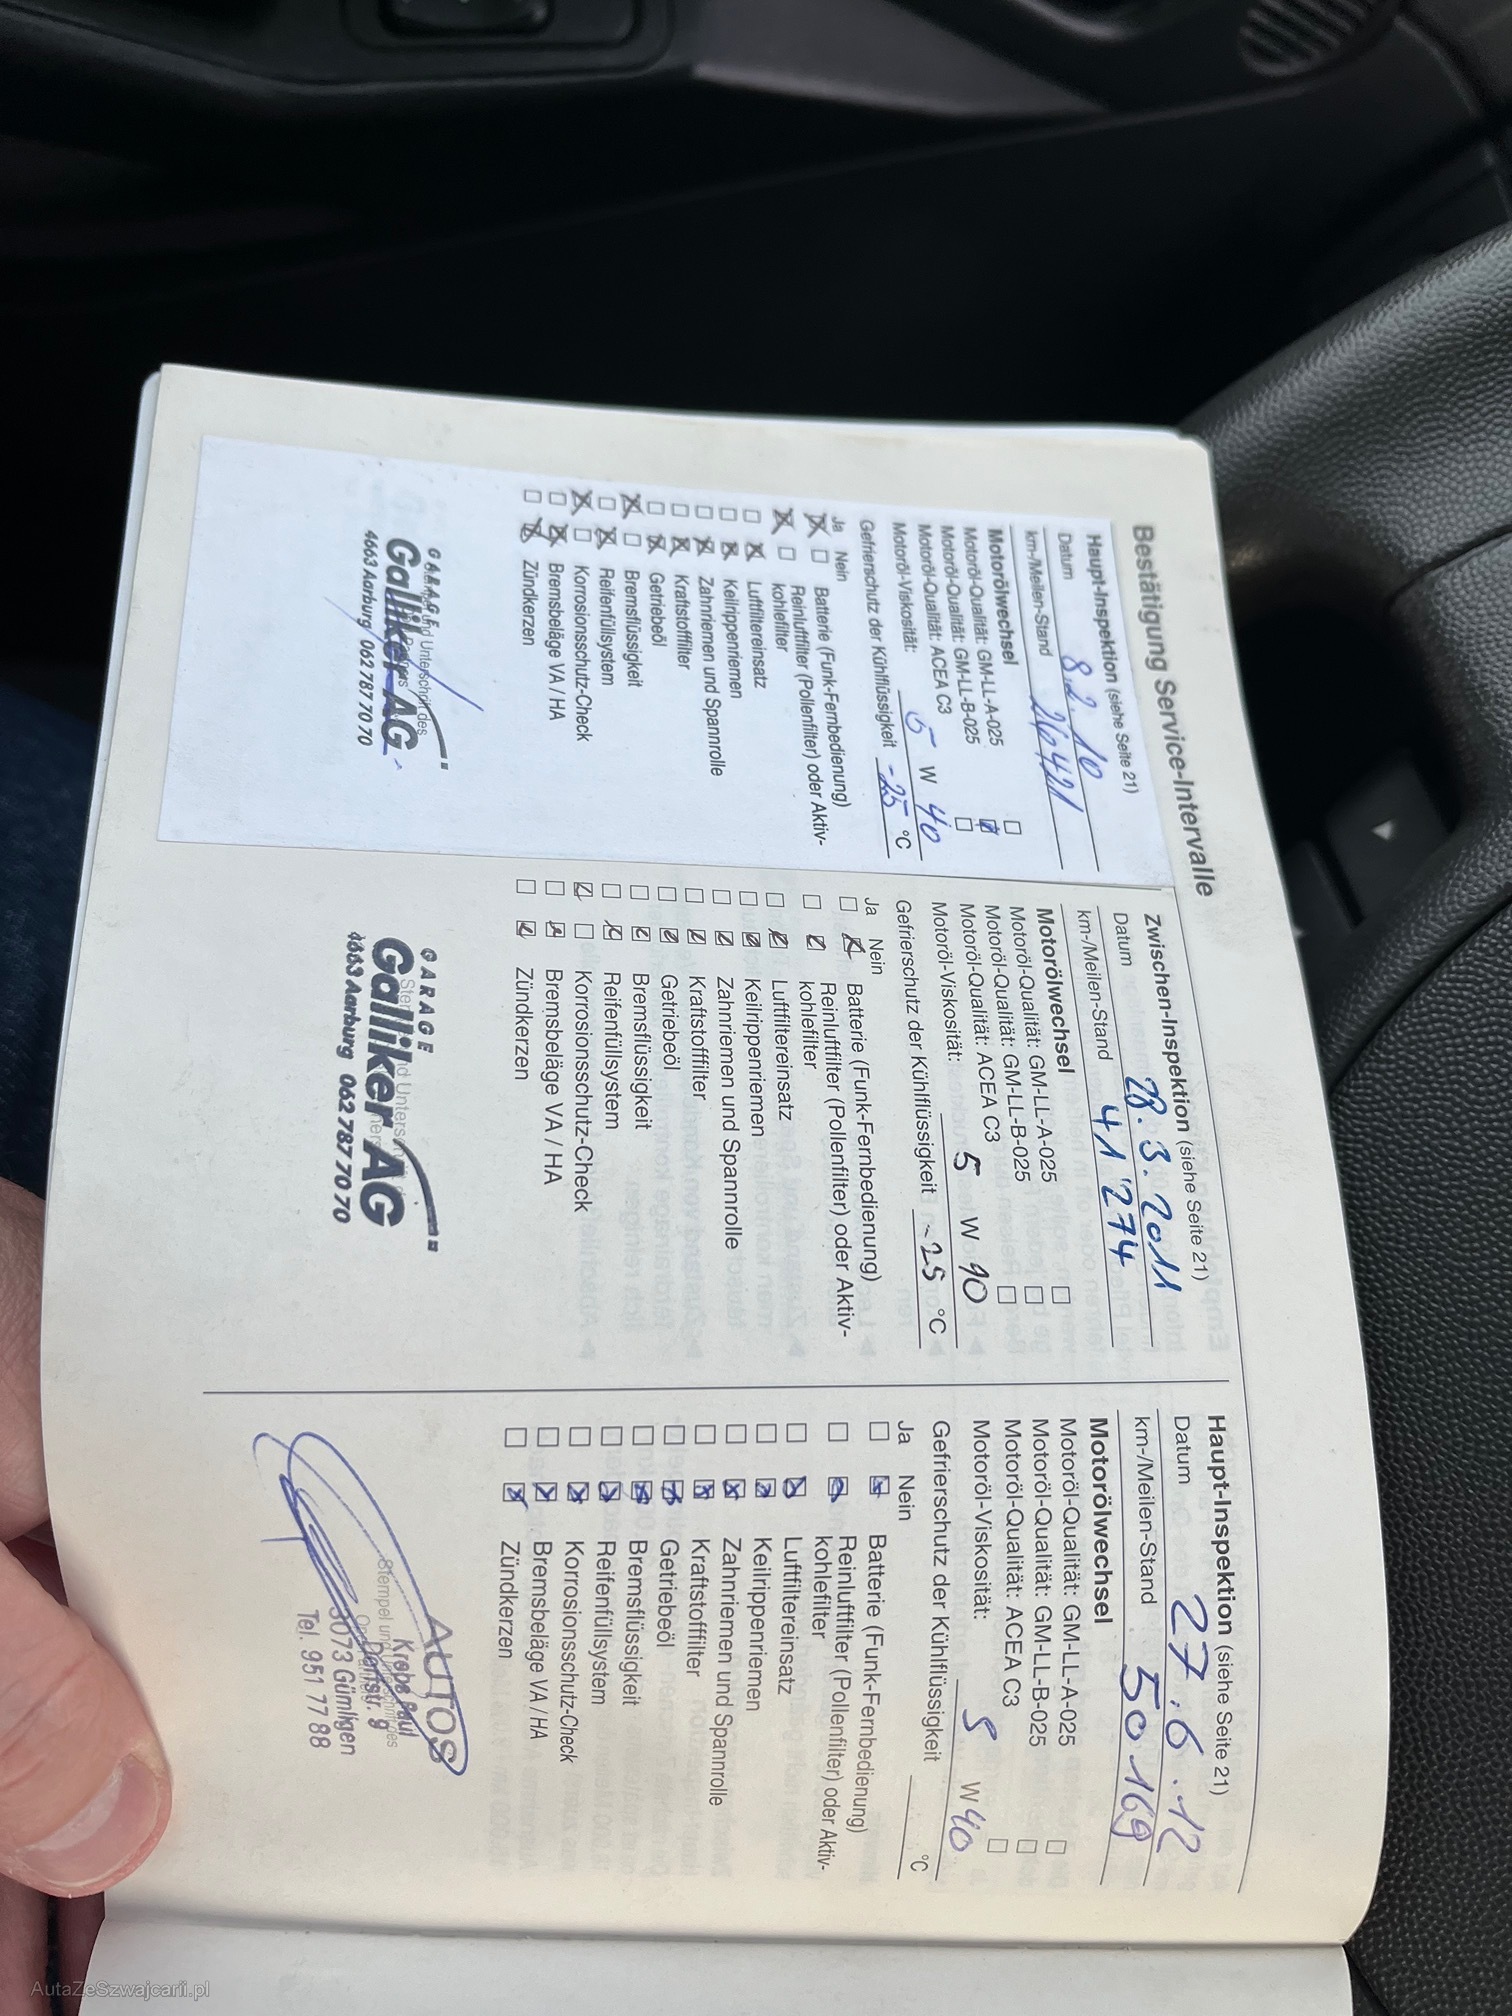 Bestätigung Service-Intervalle
Haupt-Inspektion (siehe Seite 21)
Datum 8.2.10
km-/Meilen-Stand 26421
Motorölwechsel
Motoröl-Qualität: GM-LL-A-025 ☐
Motoröl-Qualität: GM-LL-B-025 ☒
Motoröl-Qualität: ACEA C3 ☐
Motoröl-Viskosität: 5 W 40
Gefrierschutz der Kühlflüssigkeit -25 °C
Ja Nein
☒ ☐ Batterie (Funk-Fernbedienung)
☒ ☐ Reinluftfilter (Pollenfilter) oder Aktiv-
kohlefilter
☐ ☒ Luftfiltereinsatz
☐ ☒ Keilrippenriemen
☐ ☒ Zahnriemen und Spannrolle
☐ ☒ Kraftstofffilter
☐ ☒ Getriebeöl
☒ ☐ Bremsflüssigkeit
☐ ☒ Reifenfüllsystem
☒ ☐ Korrosionsschutz-Check
☐ ☒ Bremsbeläge VA / HA
☐ ☒ Zündkerzen
GARAGE
Galliker AG
4663 Aarburg 062 787 70 70
Zwischen-Inspektion (siehe Seite 21)
Datum 28.3.2011
km-/Meilen-Stand 41'274
Motorölwechsel
Motoröl-Qualität: GM-LL-A-025 ☐
Motoröl-Qualität: GM-LL-B-025 ☐
Motoröl-Qualität: ACEA C3 ☐
Motoröl-Viskosität: 5 W 40
Gefrierschutz der Kühlflüssigkeit -25 °C
Ja Nein
☐ ☒ Batterie (Funk-Fernbedienung)
☐ ☒ Reinluftfilter (Pollenfilter) oder Aktiv-
kohlefilter
☐ ☒ Luftfiltereinsatz
☐ ☒ Keilrippenriemen
☐ ☒ Zahnriemen und Spannrolle
☐ ☒ Kraftstofffilter
☐ ☒ Getriebeöl
☐ ☒ Bremsflüssigkeit
☐ ☒ Reifenfüllsystem
☒ ☐ Korrosionsschutz-Check
☐ ☒ Bremsbeläge VA / HA
☐ ☒ Zündkerzen
GARAGE
Galliker AG
4663 Aarburg 062 787 70 70
Haupt-Inspektion (siehe Seite 21)
Datum 27.6.12
km-/Meilen-Stand 50169
Motorölwechsel
Motoröl-Qualität: GM-LL-A-025 ☐
Motoröl-Qualität: GM-LL-B-025 ☐
Motoröl-Qualität: ACEA C3 ☐
Motoröl-Viskosität: 5 W 40
Gefrierschutz der Kühlflüssigkeit °C
Ja Nein
☐ ☒ Batterie (Funk-Fernbedienung)
☐ ☒ Reinluftfilter (Pollenfilter) oder Aktiv-
kohlefilter
☐ ☒ Luftfiltereinsatz
☐ ☒ Keilrippenriemen
☐ ☒ Zahnriemen und Spannrolle
☐ ☒ Kraftstofffilter
☐ ☒ Getriebeöl
☐ ☒ Bremsflüssigkeit
☐ ☒ Reifenfüllsystem
☐ ☒ Korrosionsschutz-Check
☐ ☒ Bremsbeläge VA / HA
☐ ☒ Zündkerzen
AUTOS
Paul
Dorfstr. 9
3073 Gümligen
Tel. 951 77 88
AutaZeSzwajcarii.pl